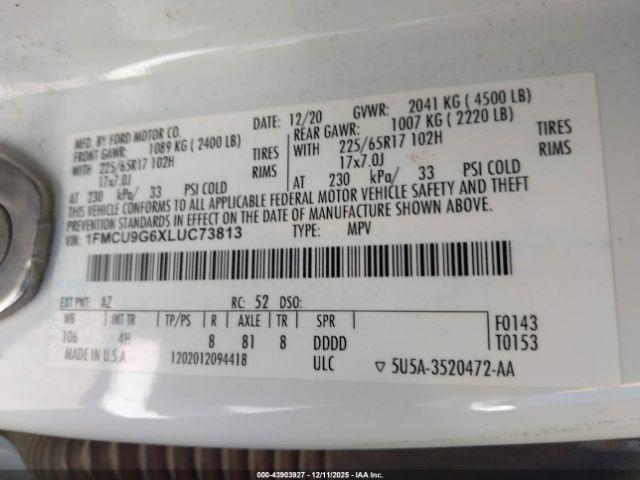 MFD. BY FORD MOTOR CO.
DATE: 12/20 GVWR: 2041 KG ( 4500 LB)
FRONT GAWR: 1089 KG ( 2400 LB)
REAR GAWR: 1007 KG ( 2220 LB)
WITH 225/65R17 102H TIRES
WITH 225/65R17 102H TIRES
17x7.0J RIMS
17x7.0J RIMS
AT 230 kPa/ 33 PSI COLD
AT 230 kPa/ 33 PSI COLD
THIS VEHICLE CONFORMS TO ALL APPLICABLE FEDERAL MOTOR VEHICLE SAFETY AND THEFT
PREVENTION STANDARDS IN EFFECT ON THE DATE OF MANUFACTURE SHOWN ABOVE.
VIN: 1FMCU9G6XLUC73813 TYPE: MPV
EXT PNT: AZ RC: 52 DSO:
WB INT TR TP/PS R AXLE TR SPR
106 4H 8 81 8 DDDD
F0143
T0153
MADE IN U.S.A. 1202012094418 ULC ▽ 5U5A-3520472-AA
000-43903927 - 12/11/2025 - IAA Inc.